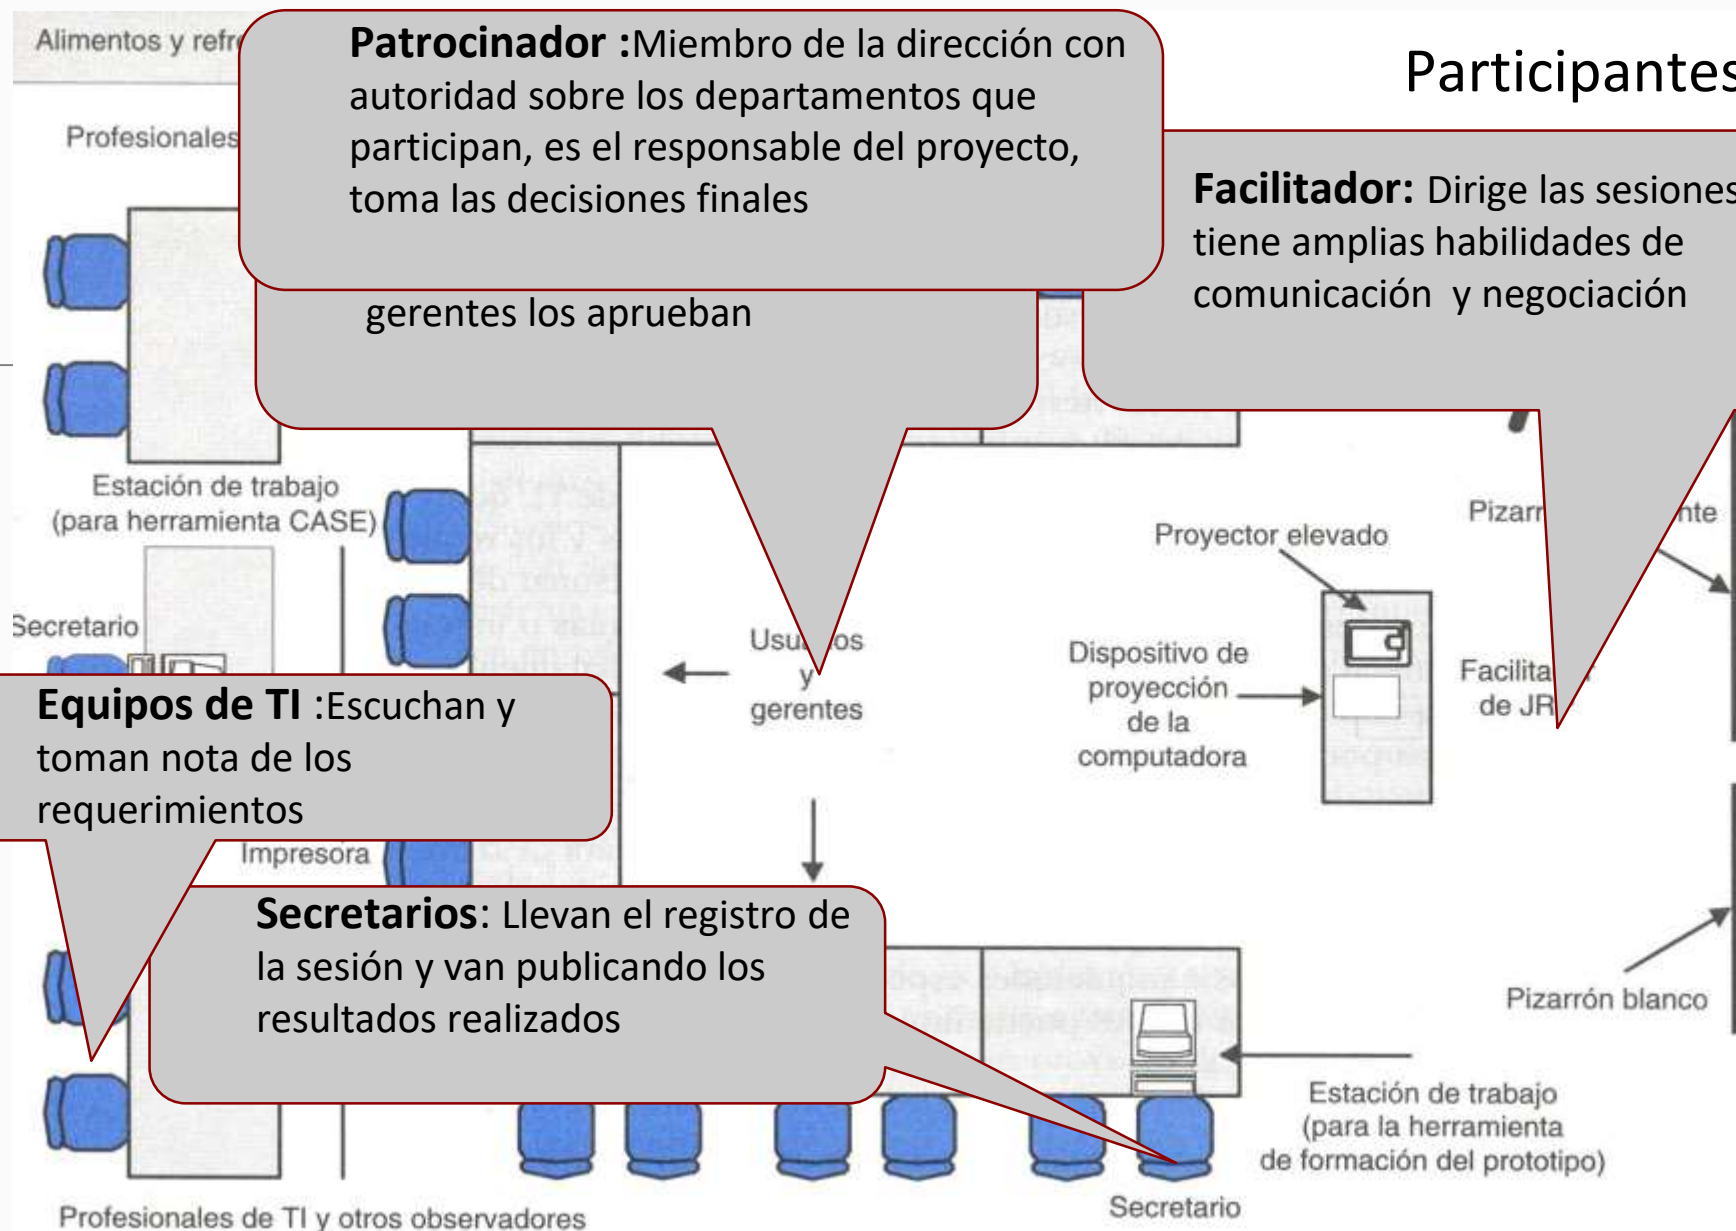 Participantes
Alimentos y
Patrocinador :Miembro de la dirección con
autoridad sobre los departamentos que
participan, es el responsable del proyecto,
toma las decisiones finales
Profesionales
Facilitador: Dirige las sesiones
tiene amplias habilidades de
comunicación y negociación
gerentes los aprueban
Estación de trabajo
(para herramienta CASE)
Secretario
Usuarios
y
gerentes
Proyector elevado
Dispositivo de
proyección
de la
computadora
Facilitador
de
Equipos de TI :Escuchan y
toman nota de los
requerimientos
Impresora
Secretarios: Llevan el registro de
la sesión y van publicando los
resultados realizados
Pizarrón blanco
Estación de trabajo
(para la herramienta
de formación del prototipo)
Secretario
Profesionales de TI y otros observadores